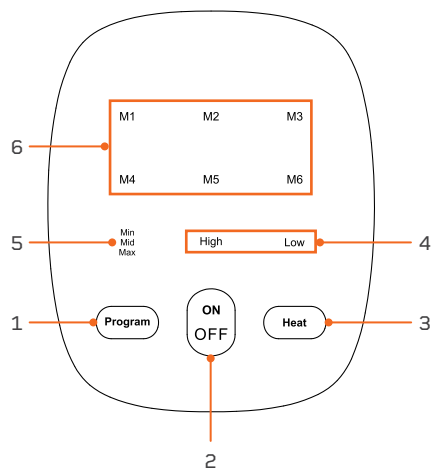 M1 M2 M3
6
M4 M5 M6
5
Min
Mid
Max
High Low
4
1
Program
ON
OFF
Heat
3
2